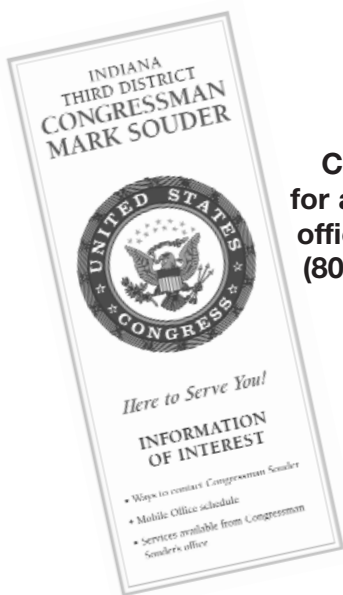 INDIANA
THIRD DISTRICT
CONGRESSMAN
MARK SOUDER
UNITED STATES
CONGRESS
Here to Serve You!
INFORMATION
OF INTEREST
• Ways to contact Congressman Souder
• Mobile Office schedule
• Services available from Congressman
Souder's office
C
for a
offic
(80